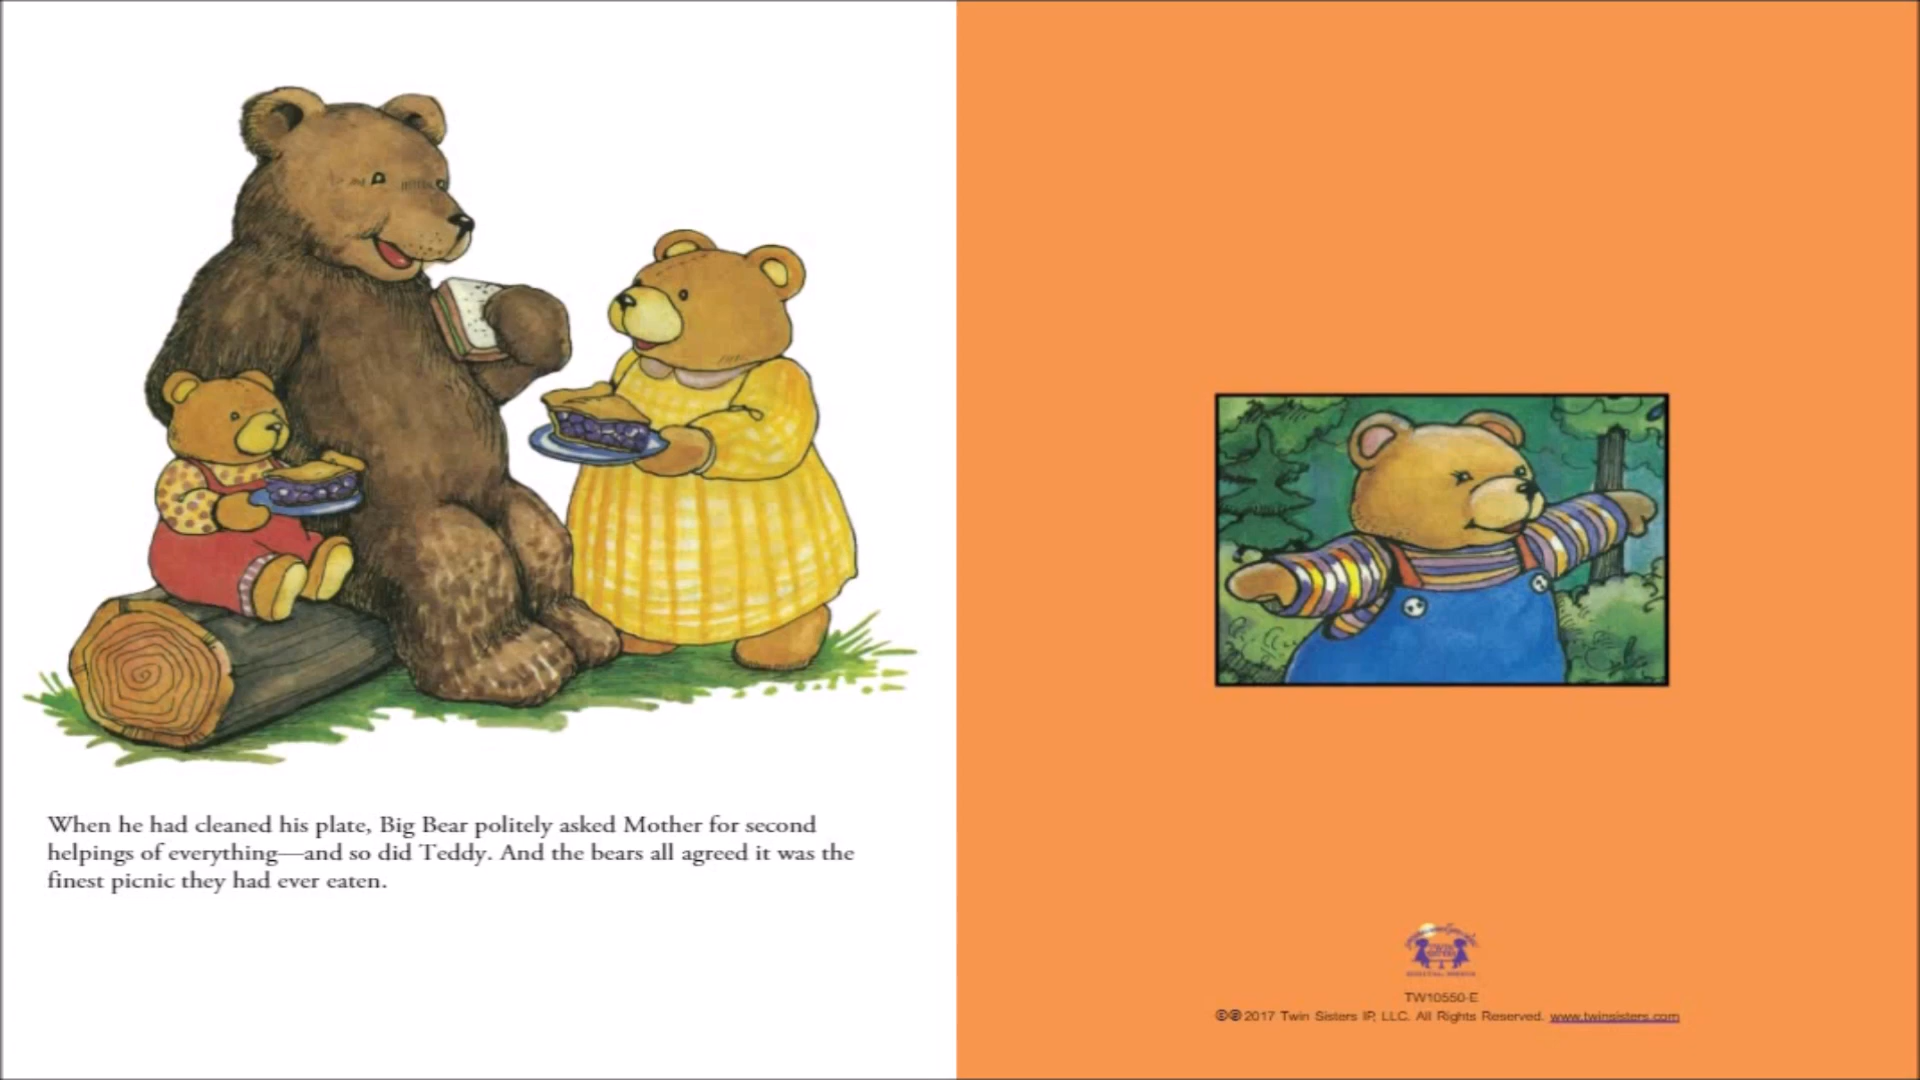 When he had cleaned his plate, Big Bear politely asked Mother for second
helpings of everything—and so did Teddy. And the bears all agreed it was the
finest picnic they had ever eaten.
TWIN
SISTERS
TW10550-E
©℗ 2017 Twin Sisters IP, LLC. All Rights Reserved. www.twinsisters.com